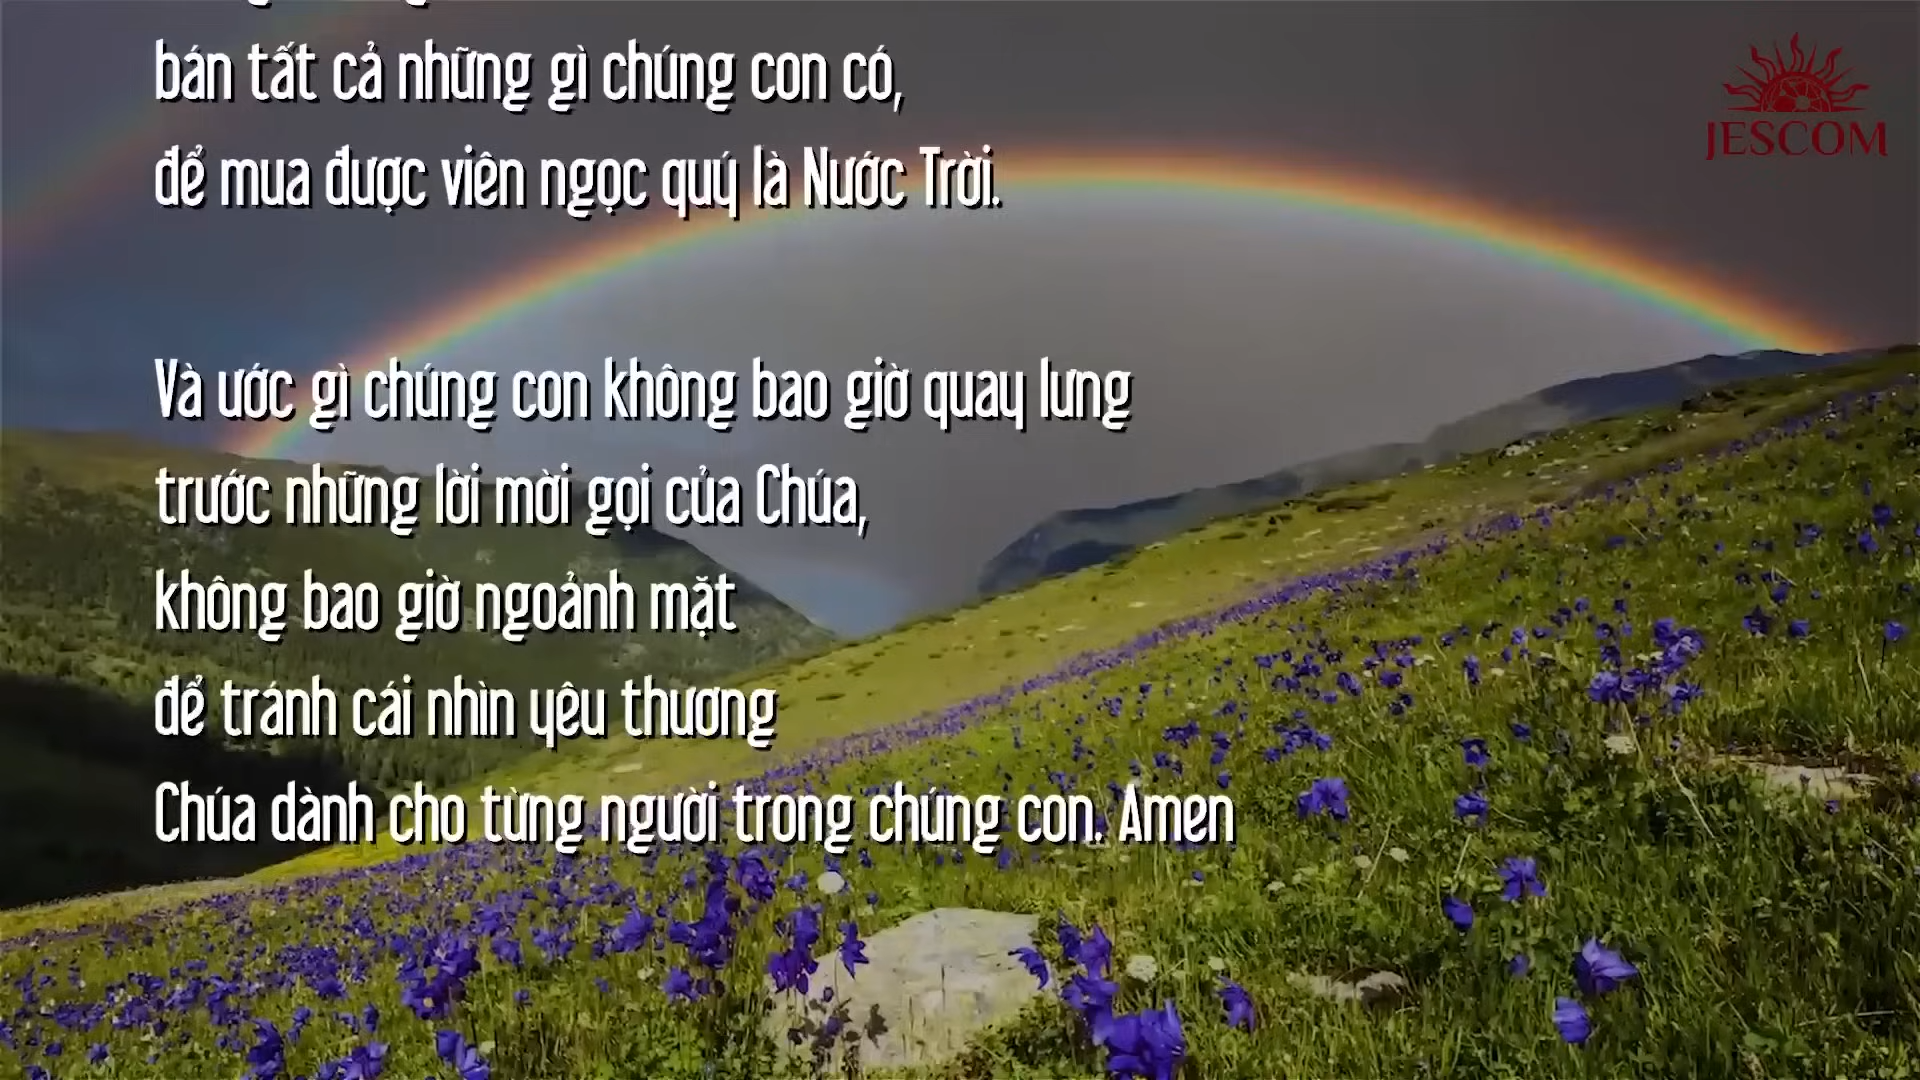 bán tất cả những gì chúng con có,
để mua được viên ngọc quý là Nước Trời.
Và ước gì chúng con không bao giờ quay lưng
trước những lời mời gọi của Chúa,
không bao giờ ngoảnh mặt
để tránh cái nhìn yêu thương
Chúa dành cho từng người trong chúng con. Amen
JESCOM